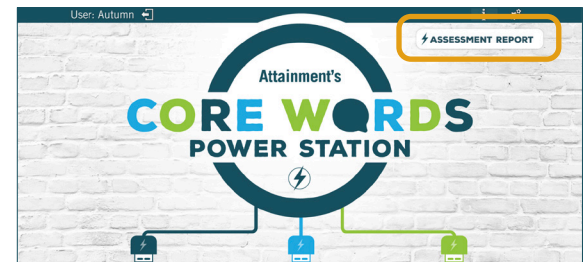 User: Autumn
ASSESSMENT REPORT
Attainment's
CORE WORDS
POWER STATION